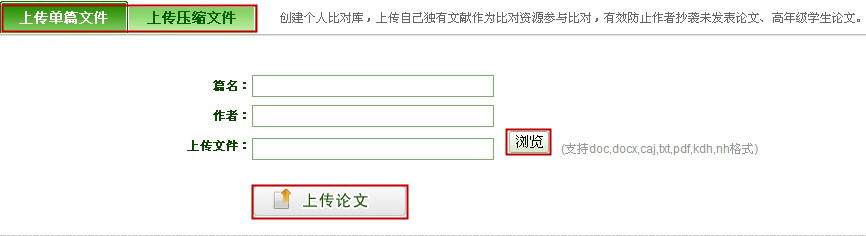 上传单篇文件 上传压缩文件 创建个人比对库，上传自己独有文献作为比对资源参与比对，有效防止作者抄袭未发表论文、高年级学生论文。
篇名：
作者：
上传文件： 浏览 (支持doc,docx,caj,txt,pdf,kdh,nh格式)
上传论文